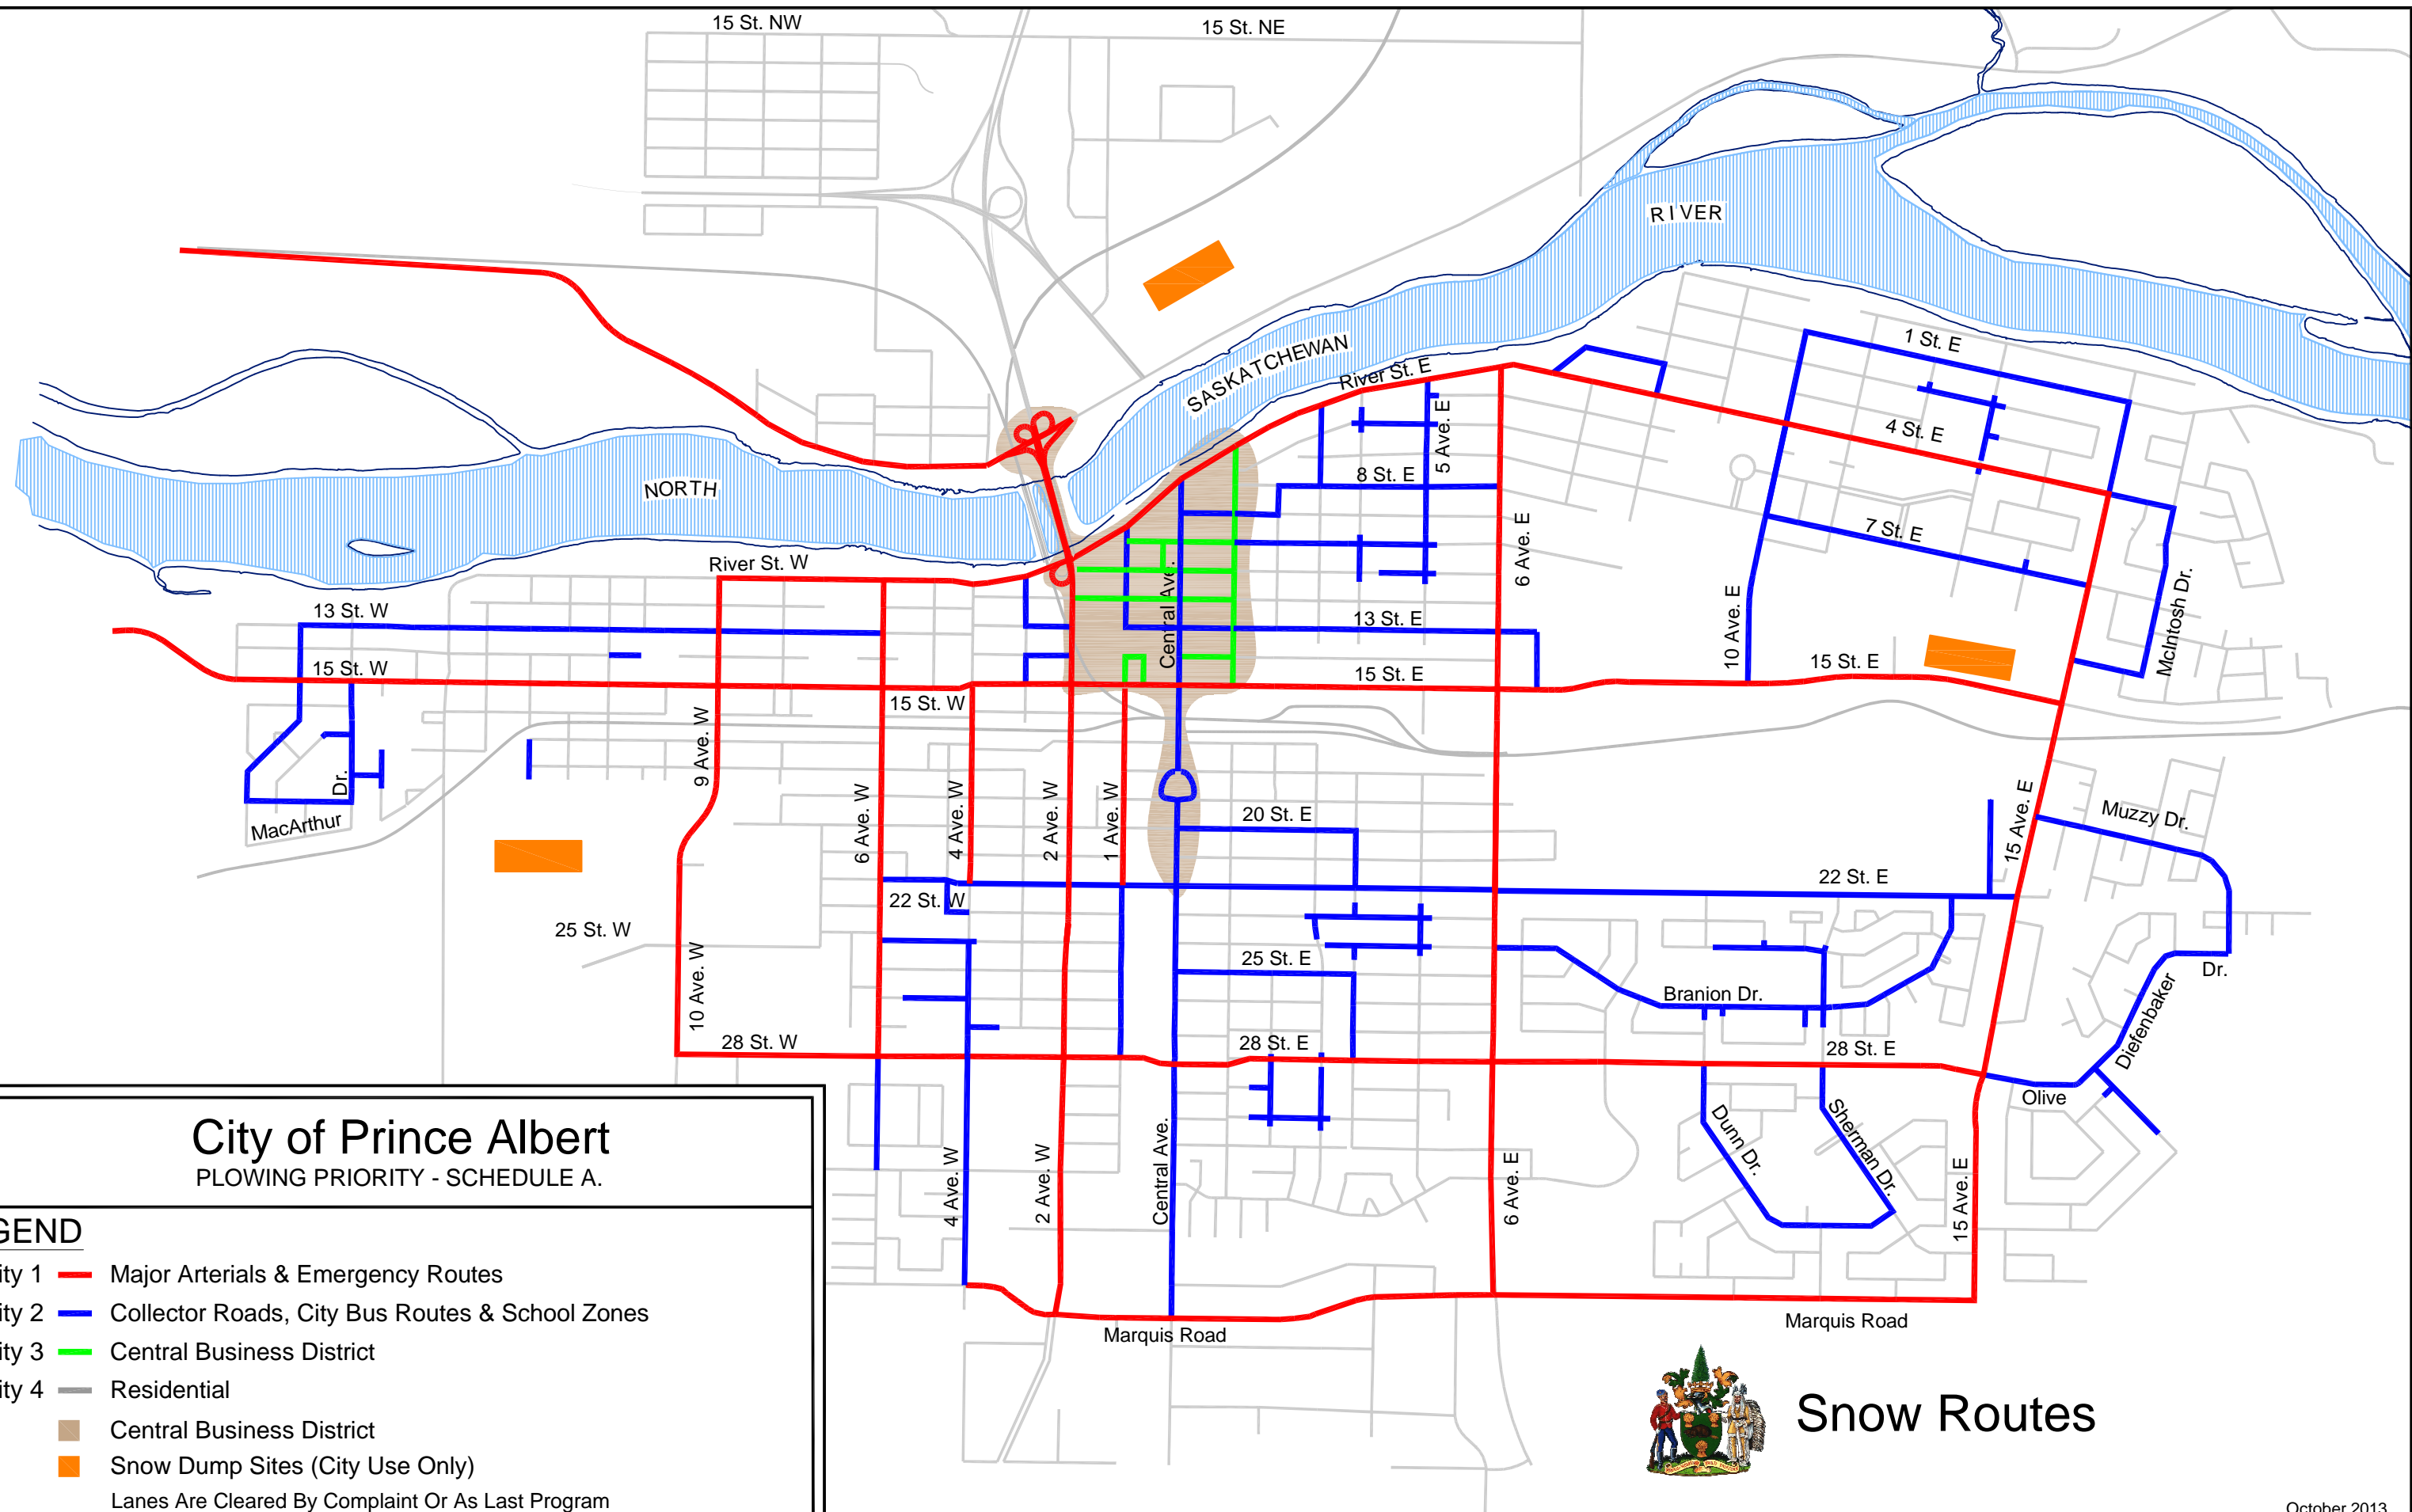 15 St. NW
15 St. NE
RIVER
SASKATCHEWAN
NORTH
River St. E
1 St. E
4 St. E
5 Ave. E
8 St. E
6 Ave. E
7 St. E
River St. W
Central Ave.
13 St. W
13 St. E
10 Ave. E
McIntosh Dr.
15 St. W
15 St. E
15 St. E
15 St. W
9 Ave. W
Dr.
MacArthur
6 Ave. W
4 Ave. W
2 Ave. W
1 Ave. W
20 St. E
15 Ave. E
Muzzy Dr.
22 St. E
22 St. W
25 St. W
10 Ave. W
25 St. E
Branion Dr.
Dr.
Diefenbaker
28 St. W
28 St. E
28 St. E
Olive
Dunn Dr.
Sherman Dr.
4 Ave. W
2 Ave. W
Central Ave.
6 Ave. E
15 Ave. E
Marquis Road
Marquis Road
City of Prince Albert
PLOWING PRIORITY - SCHEDULE A.
GEND
ity 1 Major Arterials & Emergency Routes
ity 2 Collector Roads, City Bus Routes & School Zones
ity 3 Central Business District
ity 4 Residential
Central Business District
Snow Dump Sites (City Use Only)
Lanes Are Cleared By Complaint Or As Last Program
Snow Routes
October 2013